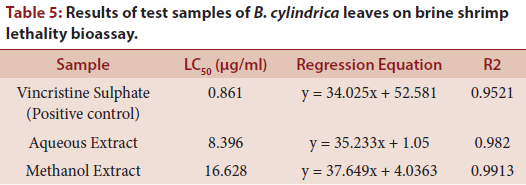 Table 5: Results of test samples of B. cylindrica leaves on brine shrimp
lethality bioassay.
Sample LC50 (µg/ml) Regression Equation R2
Vincristine Sulphate 0.861 y = 34.025x + 52.581 0.9521
(Positive control)
Aqueous Extract 8.396 y = 35.233x + 1.05 0.982
Methanol Extract 16.628 y = 37.649x + 4.0363 0.9913